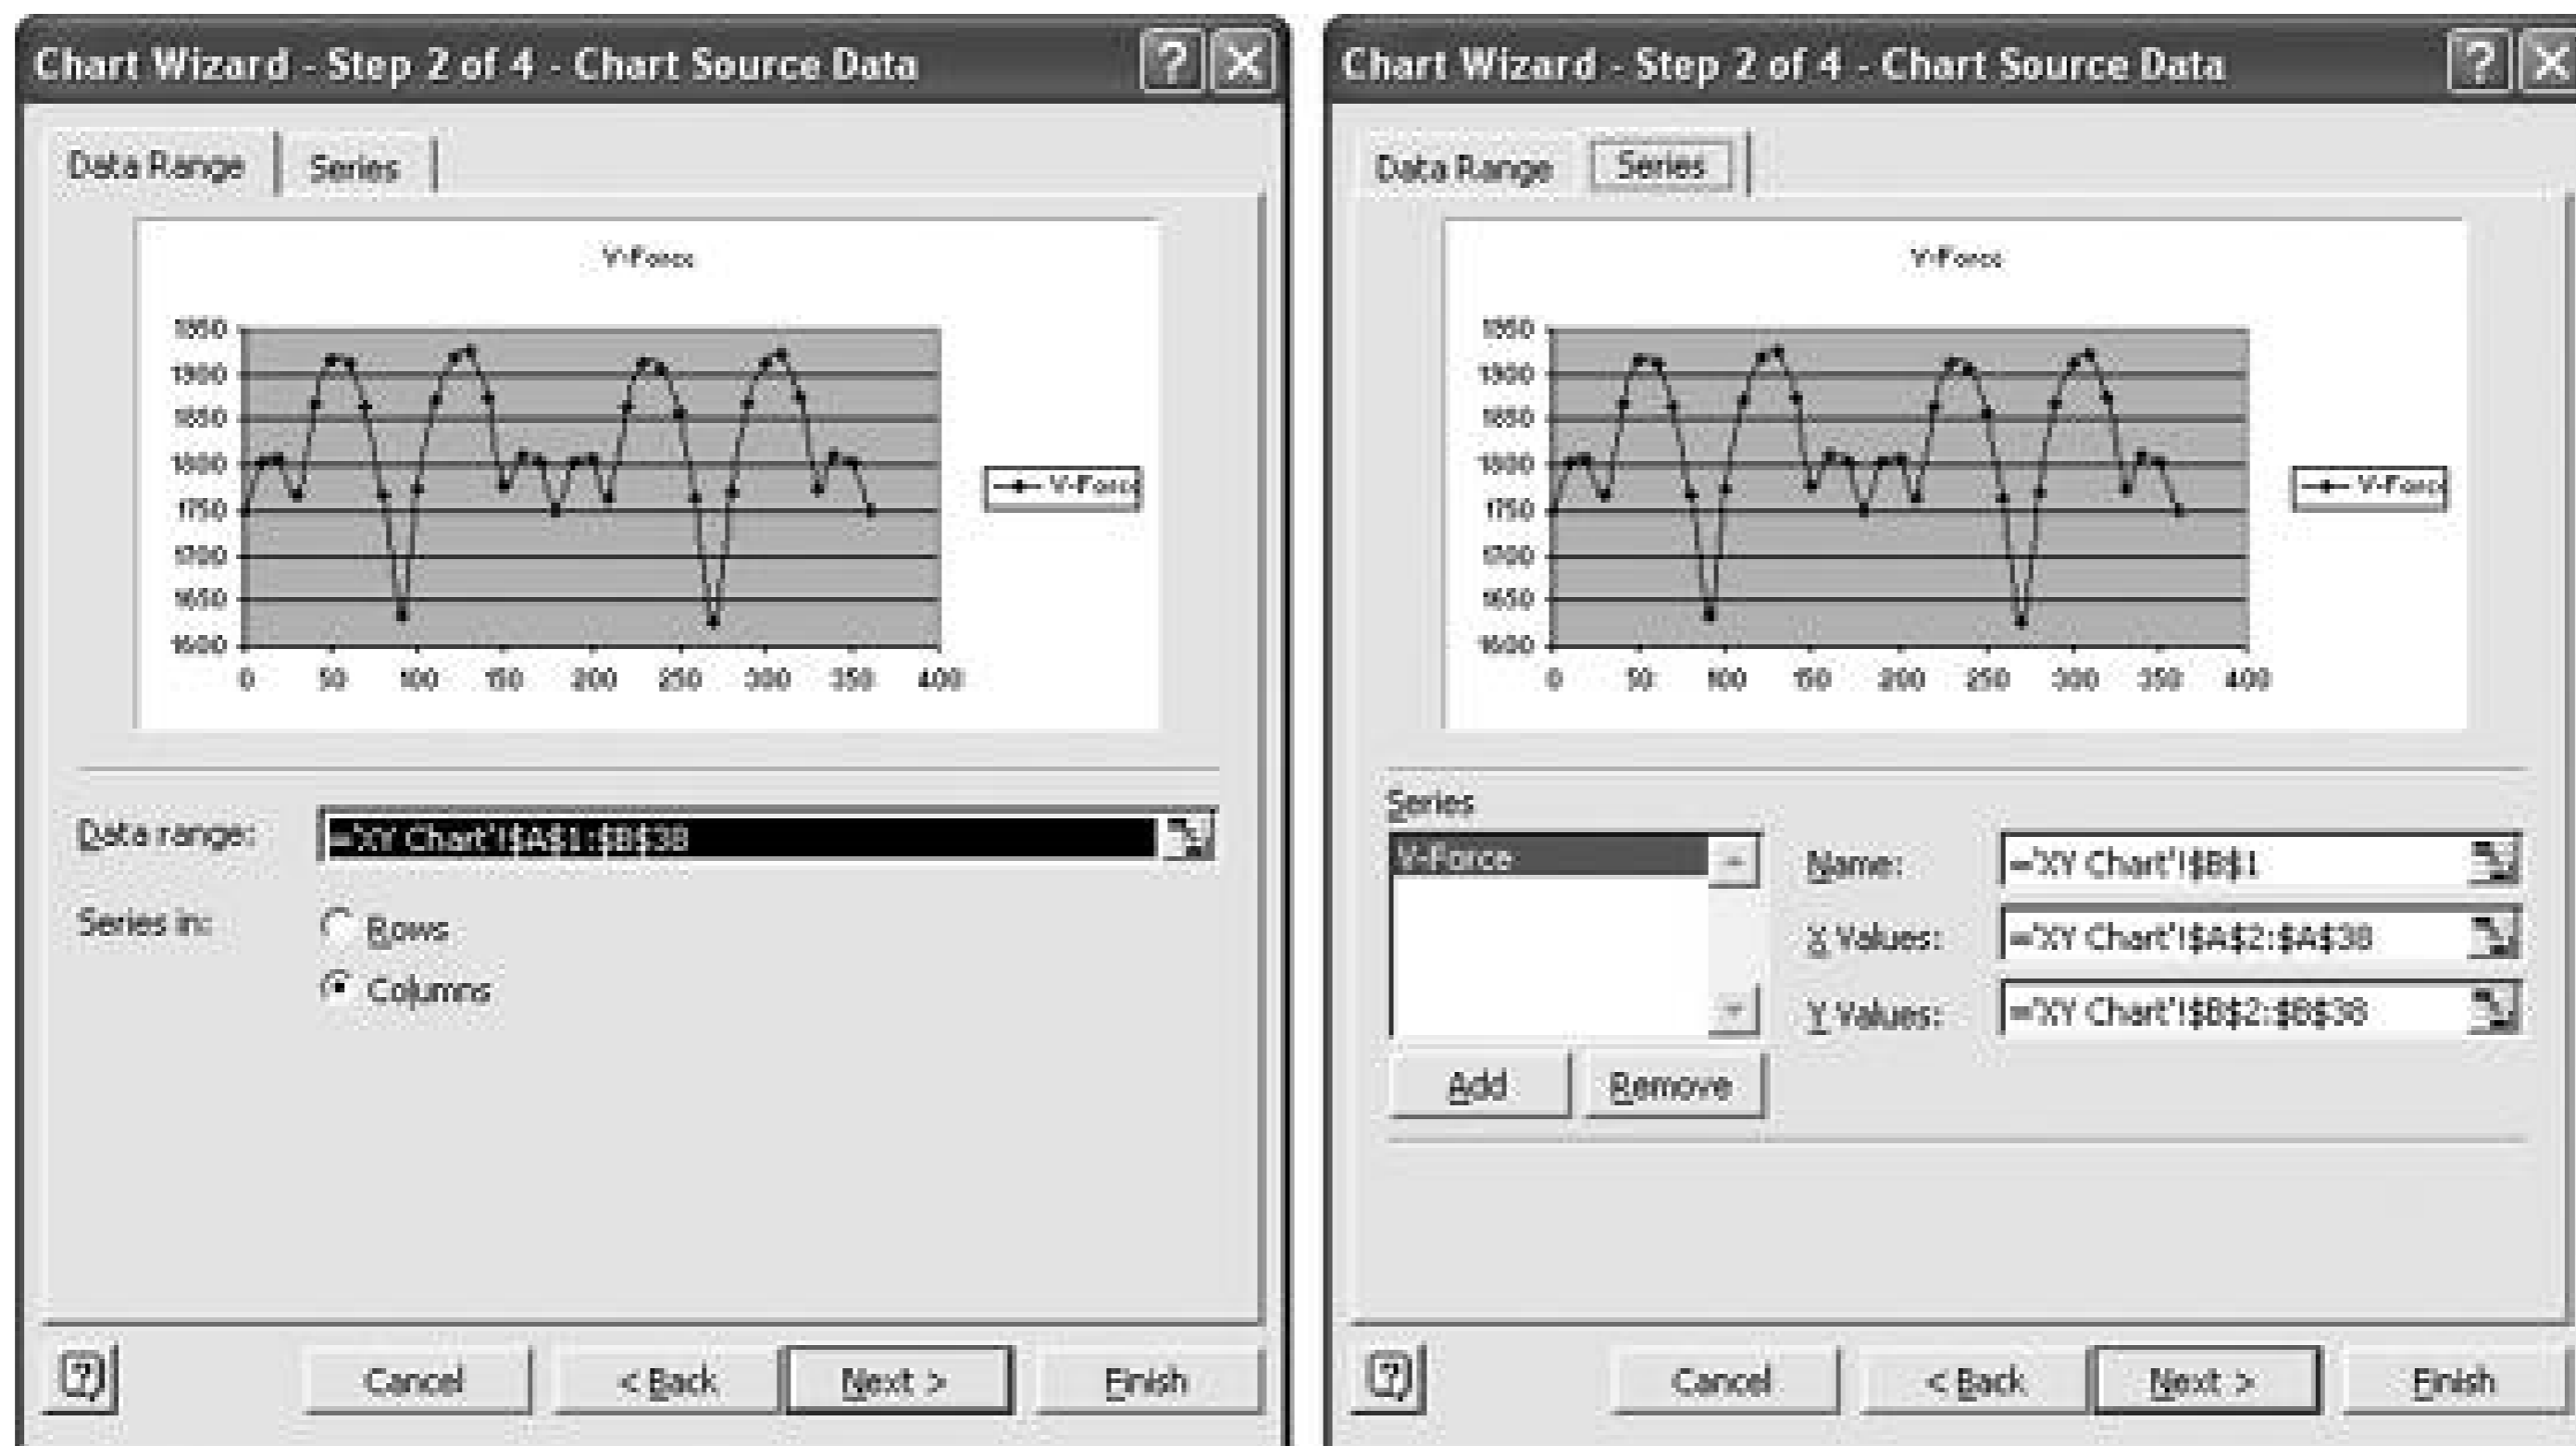 Chart Wizard - Step 2 of 4 - Chart Source Data
Data Range
Series
V-Force
1950
1900
1850
1800
1750
1700
1650
1600
0 50 100 150 200 250 300 350 400
V-Force
Data range:
='XY Chart'!$A$1:$B$38
Series in:
Rows
Columns
Cancel
< Back
Next >
Finish
Chart Wizard - Step 2 of 4 - Chart Source Data
Data Range
Series
V-Force
1950
1900
1850
1800
1750
1700
1650
1600
0 50 100 150 200 250 300 350 400
V-Force
Series
V-Force
Add
Remove
Name:
='XY Chart'!$B$1
X Values:
='XY Chart'!$A$2:$A$38
Y Values:
='XY Chart'!$B$2:$B$38
Cancel
< Back
Next >
Finish